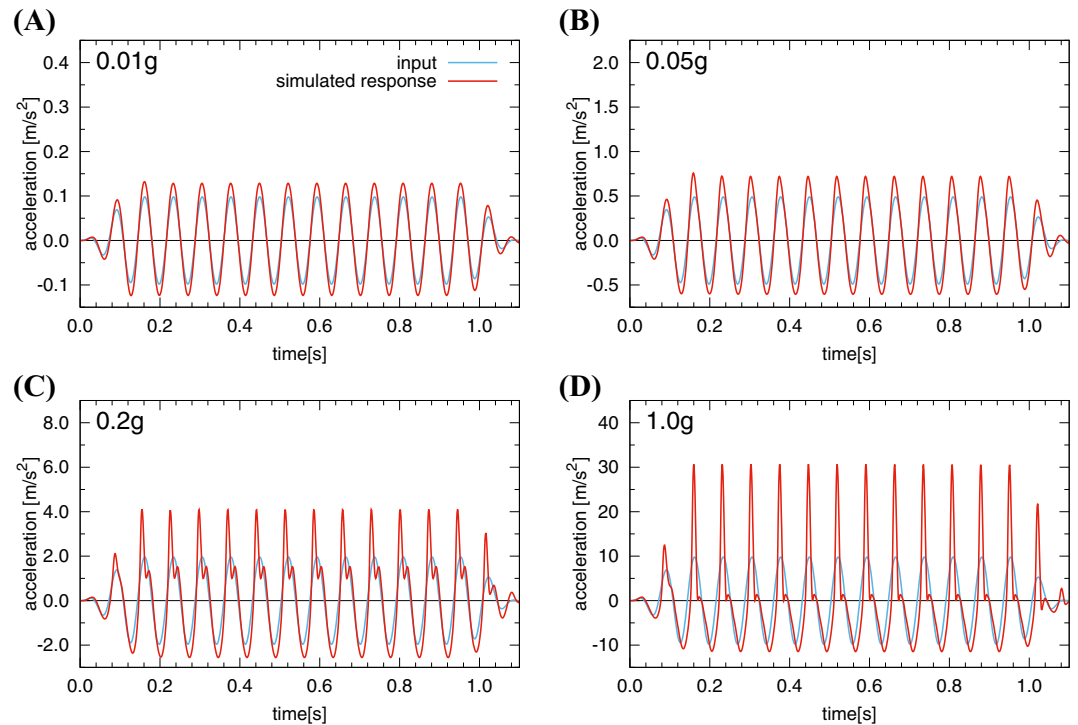 (A)
0.01g
input
simulated response
acceleration [m/s²]
0.4
0.3
0.2
0.1
0.0
-0.1
0.0 0.2 0.4 0.6 0.8 1.0
time[s]
(B)
0.05g
acceleration [m/s²]
2.0
1.5
1.0
0.5
0.0
-0.5
0.0 0.2 0.4 0.6 0.8 1.0
time[s]
(C)
0.2g
acceleration [m/s²]
8.0
6.0
4.0
2.0
0.0
-2.0
0.0 0.2 0.4 0.6 0.8 1.0
time[s]
(D)
1.0g
acceleration [m/s²]
40
30
20
10
0
-10
0.0 0.2 0.4 0.6 0.8 1.0
time[s]